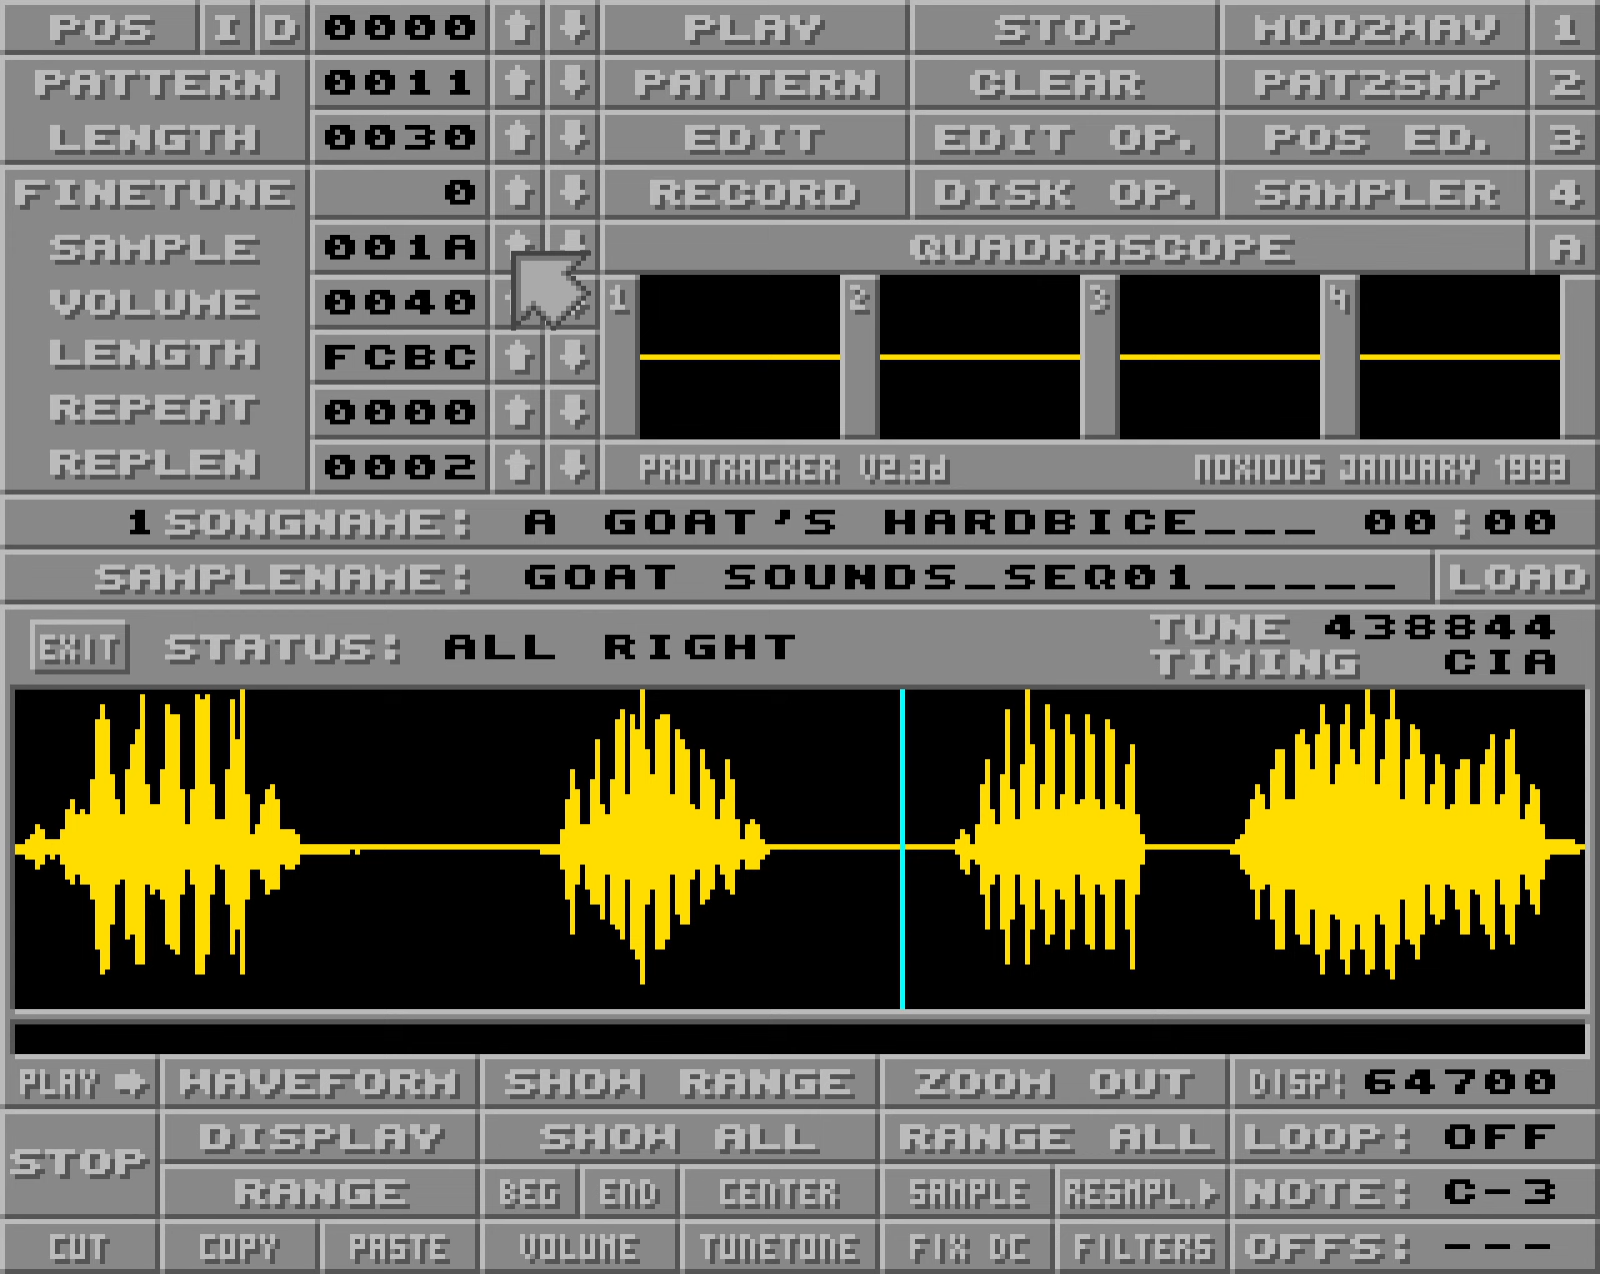 POS I D 0000 PLAY STOP MOD2WAV 1
PATTERN 0011 PATTERN CLEAR PAT2SMP 2
LENGTH 0030 EDIT EDIT OP. POS ED. 3
FINETUNE 0 RECORD DISK OP. SAMPLER 4
SAMPLE 001A QUADRASCOPE A
VOLUME 0040 1 2 3 4
LENGTH FCBC
REPEAT 0000
REPLEN 0002 PROTRACKER V2.3d NOXIOUS JANUARY 1993
1 SONGNAME: A GOAT'S HARDBICE___ 00:00
SAMPLENAME: GOAT SOUNDS_SEQ01_____ LOAD
EXIT STATUS: ALL RIGHT TUNE 438844
TIMING CIA
PLAY WAVEFORM SHOW RANGE ZOOM OUT DISP: 64700
STOP DISPLAY SHOW ALL RANGE ALL LOOP: OFF
RANGE BEG END CENTER SAMPLE RESMPL. NOTE: C-3
CUT COPY PASTE VOLUME TUNETONE FIX DC FILTERS OFFS: ---